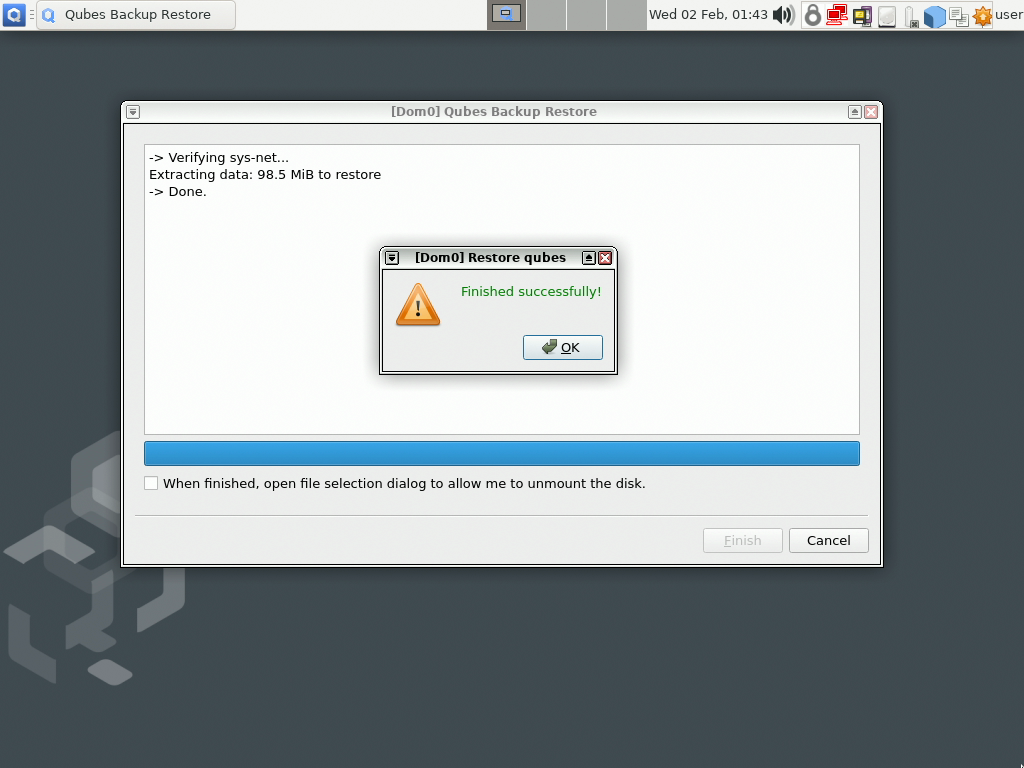 Qubes Backup Restore
Wed 02 Feb, 01:43
user
[Dom0] Qubes Backup Restore
-> Verifying sys-net...
Extracting data: 98.5 MiB to restore
-> Done.
[Dom0] Restore qubes
Finished successfully!
OK
When finished, open file selection dialog to allow me to unmount the disk.
Finish
Cancel